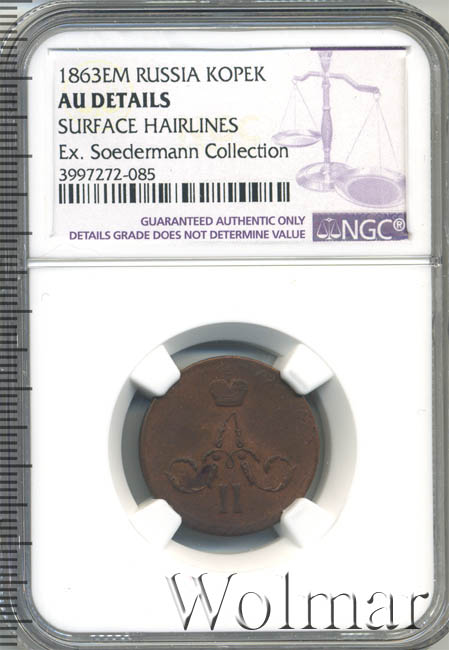 1863EM RUSSIA KOPEK
AU DETAILS
SURFACE HAIRLINES
Ex. Soedermann Collection
3997272-085
GUARANTEED AUTHENTIC ONLY
DETAILS GRADE DOES NOT DETERMINE VALUE
NGC®
A
II
Wolmar